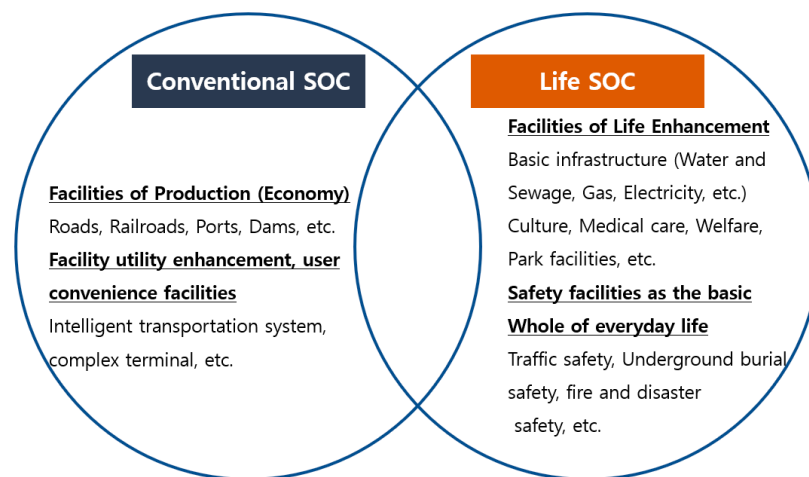 Conventional SOC
Facilities of Production (Economy)
Roads, Railroads, Ports, Dams, etc.
Facility utility enhancement, user
convenience facilities
Intelligent transportation system,
complex terminal, etc.
Life SOC
Facilities of Life Enhancement
Basic infrastructure (Water and
Sewage, Gas, Electricity, etc.)
Culture, Medical care, Welfare,
Park facilities, etc.
Safety facilities as the basic
Whole of everyday life
Traffic safety, Underground burial
safety, fire and disaster
safety, etc.